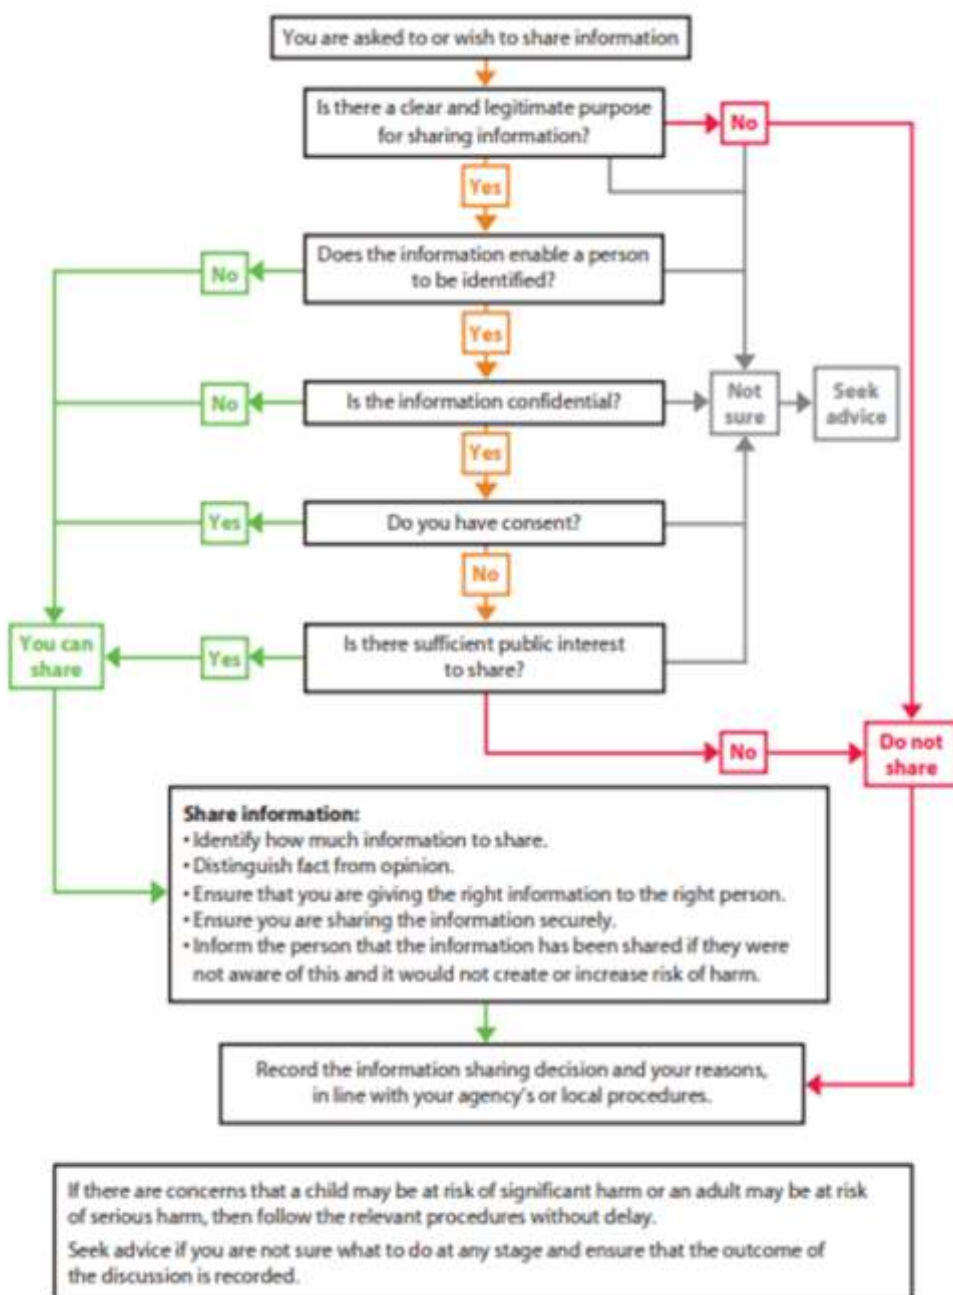 You are asked to or wish to share information
Is there a clear and legitimate purpose
for sharing information?
No
Yes
Does the information enable a person
to be identified?
No
Yes
Is the information confidential?
No
Not
sure
Seek
advice
Yes
Do you have consent?
Yes
No
Is there sufficient public interest
to share?
Yes
You can
share
No
Do not
share
Share information:
• Identify how much information to share.
• Distinguish fact from opinion.
• Ensure that you are giving the right information to the right person.
• Ensure you are sharing the information securely.
• Inform the person that the information has been shared if they were
not aware of this and it would not create or increase risk of harm.
Record the information sharing decision and your reasons,
in line with your agency's or local procedures.
If there are concerns that a child may be at risk of significant harm or an adult may be at risk
of serious harm, then follow the relevant procedures without delay.
Seek advice if you are not sure what to do at any stage and ensure that the outcome of
the discussion is recorded.